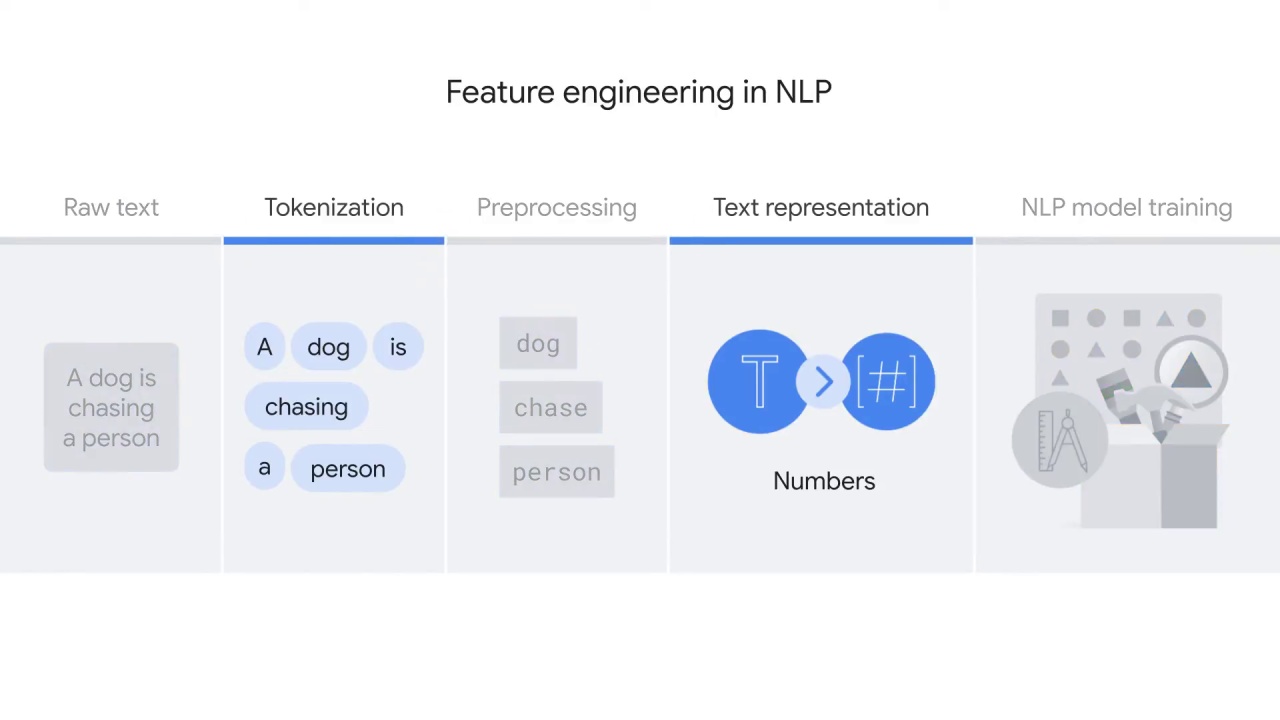 Feature engineering in NLP
Raw text
Tokenization
Preprocessing
Text representation
NLP model training
A dog is
chasing
a person
A dog is
chasing
a person
dog
chase
person
T > [#]
Numbers